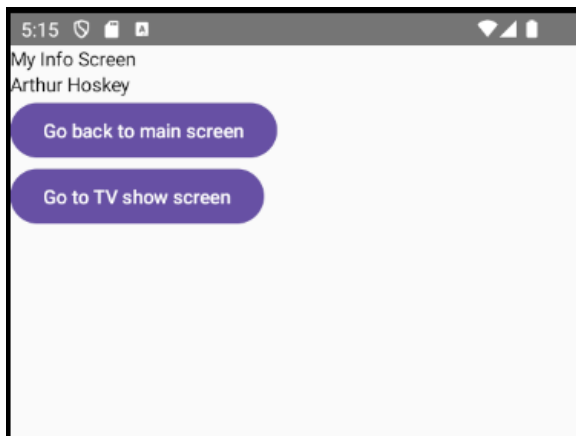 5:15
My Info Screen
Arthur Hoskey
Go back to main screen
Go to TV show screen